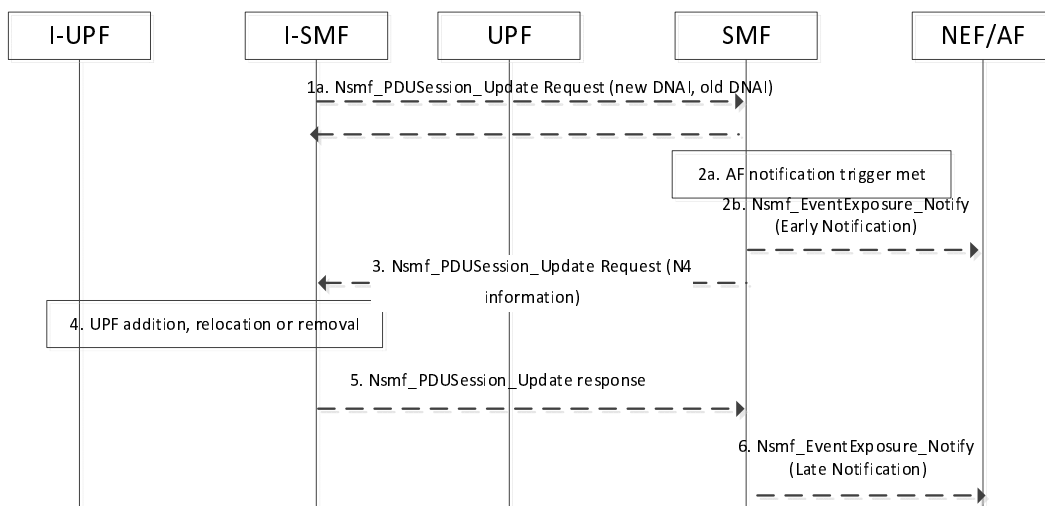 I-UPF
I-SMF
UPF
SMF
NEF/AF
1a. Nsmf_PDUSession_Update Request (new DNAI, old DNAI)
2a. AF notification trigger met
2b. Nsmf_EventExposure_Notify
(Early Notification)
3. Nsmf_PDUSession_Update Request (N4
information)
4. UPF addition, relocation or removal
5. Nsmf_PDUSession_Update response
6. Nsmf_EventExposure_Notify
(Late Notification)